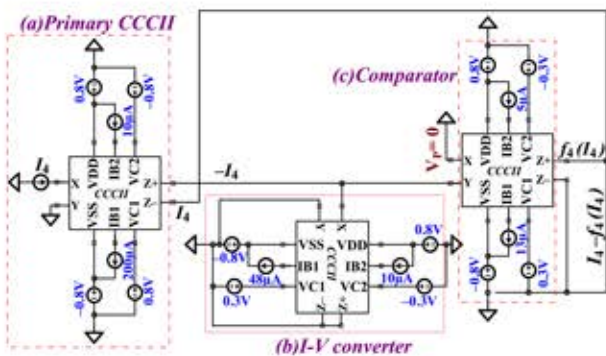 (a)Primary CCCII
0.8V
−0.8V
10μA
I₄
VDD
IB2
VC2
X
Z+
CCCII
Y
Z−
VSS
IB1
VC1
200μA
−0.8V
0.8V
−I₄
I₄
(c)Comparator
0.8V
−0.3V
5μA
Vₚ= 0
VDD
IB2
VC2
X
Z+
CCCII
Y
Z−
VSS
IB1
VC1
13μA
−0.8V
0.3V
f₄(I₄)
I₄−f₄(I₄)
Y
X
VSS
VDD
CCCII
IB1
IB2
VC1
VC2
Z−
Z+
−0.8V
48μA
0.3V
0.8V
10μA
−0.3V
(b)I-V converter